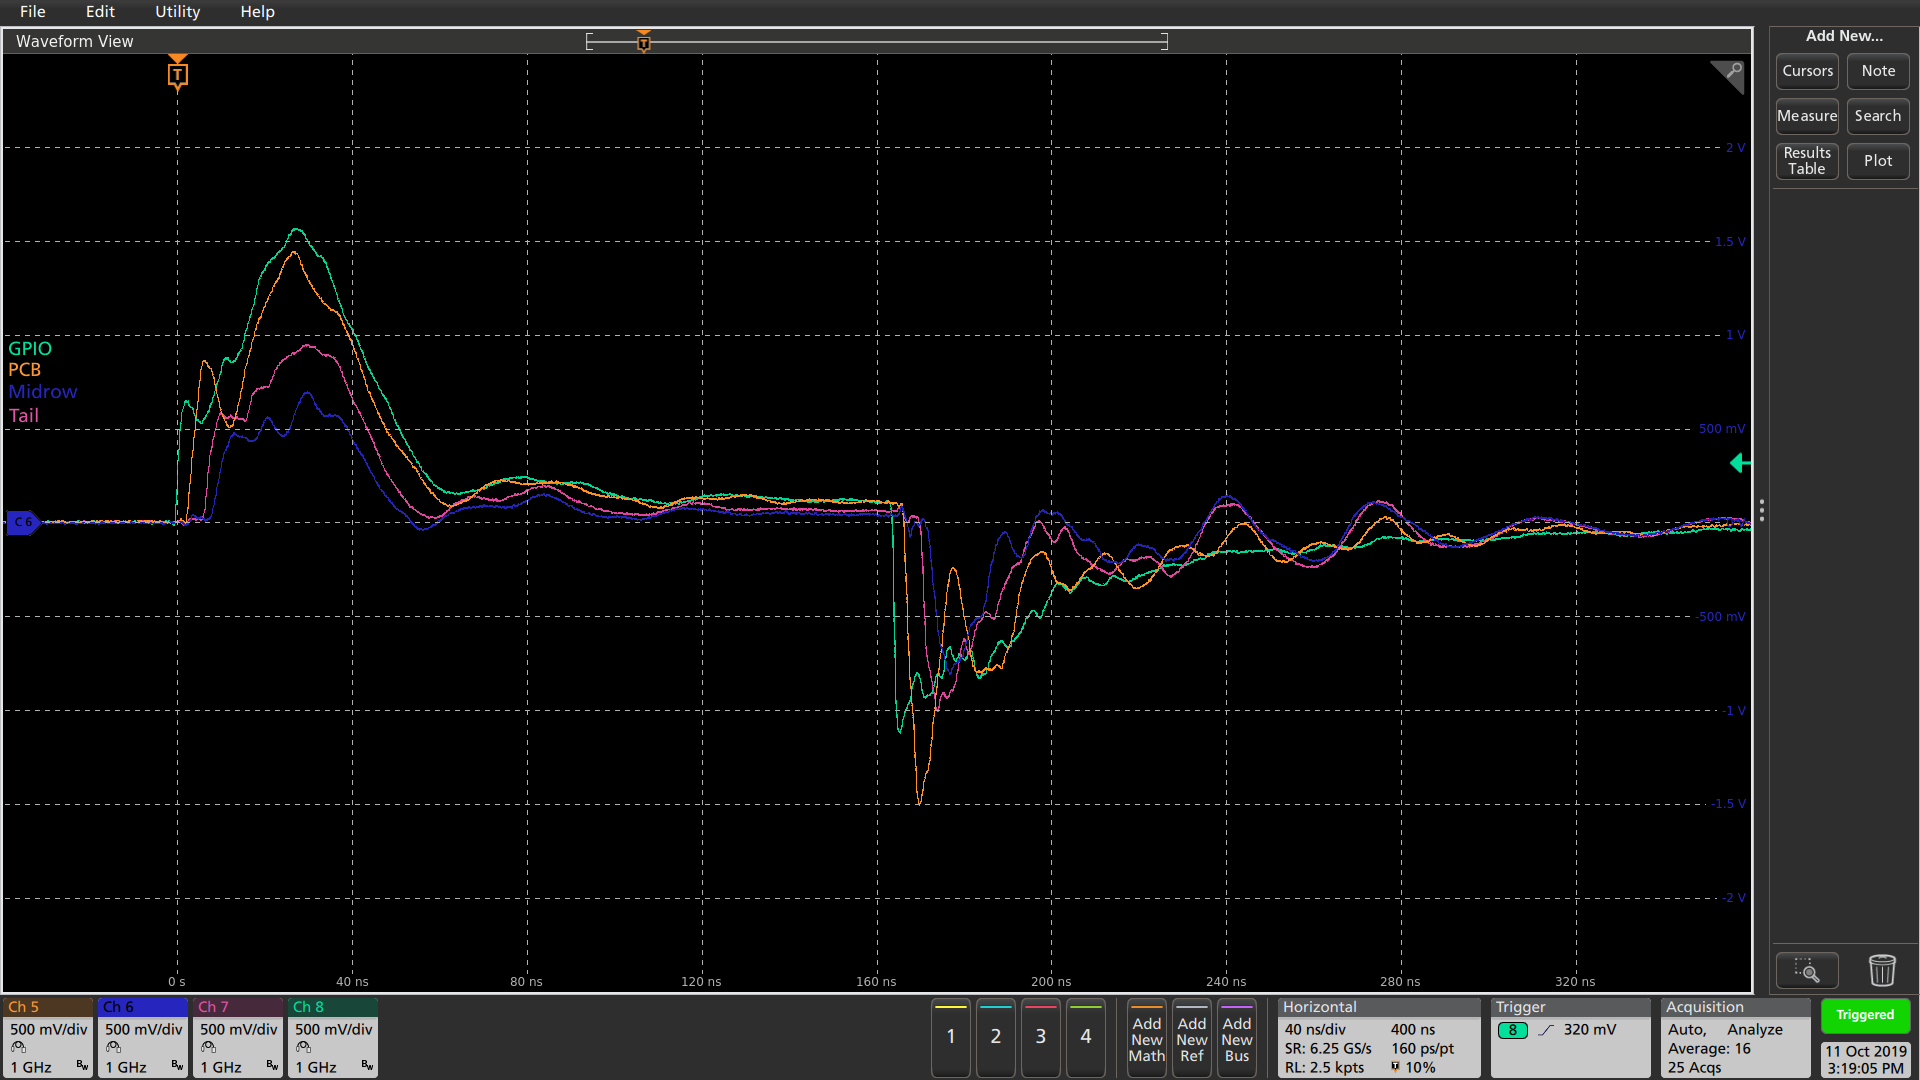 File Edit Utility Help
Waveform View
T
T
Add New...
Cursors Note
Measure Search
Results Table Plot
2 V
1.5 V
1 V
500 mV
-500 mV
-1 V
-1.5 V
-2 V
GPIO
PCB
Midrow
Tail
C 6
0 s 40 ns 80 ns 120 ns 160 ns 200 ns 240 ns 280 ns 320 ns
Ch 5
500 mV/div
1 GHz Bw
Ch 6
500 mV/div
1 GHz Bw
Ch 7
500 mV/div
1 GHz Bw
Ch 8
500 mV/div
1 GHz Bw
1 2 3 4
Add New Math
Add New Ref
Add New Bus
Horizontal
40 ns/div 400 ns
SR: 6.25 GS/s 160 ps/pt
RL: 2.5 kpts T 10%
Trigger
8 320 mV
Acquisition
Auto, Analyze
Average: 16
25 Acqs
Triggered
11 Oct 2019
3:19:05 PM